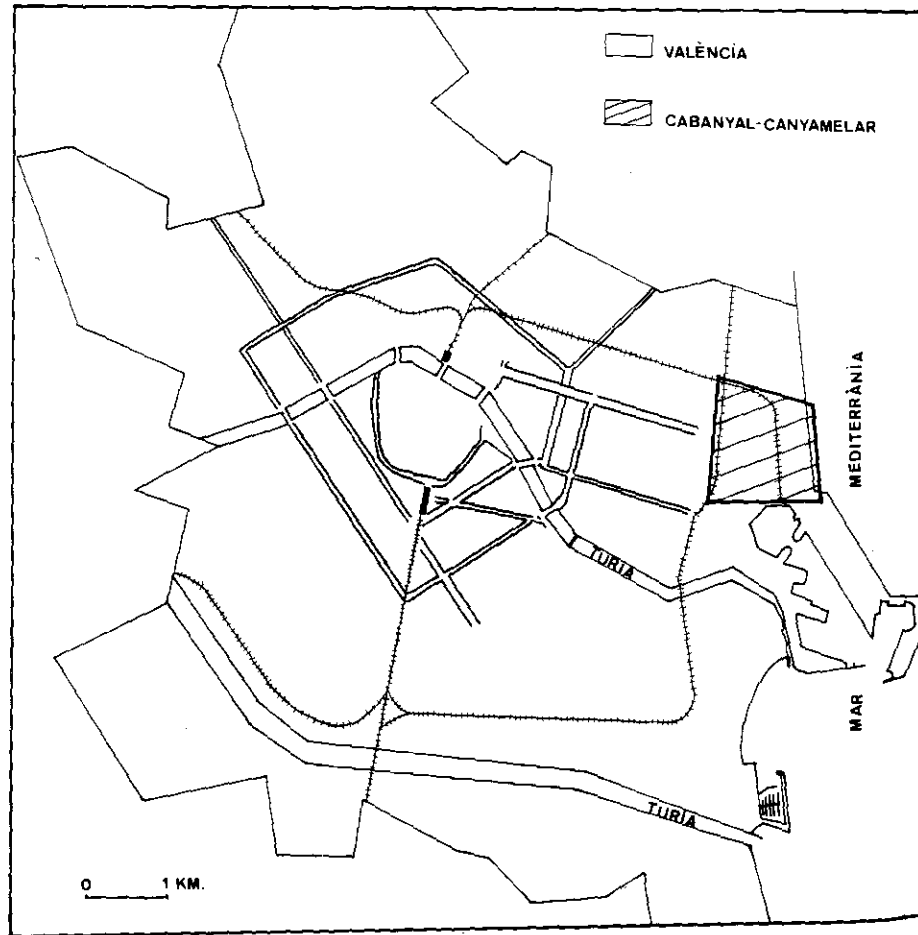 VALÈNCIA
CABANYAL-CANYAMELAR
MAR MEDITERRÀNIA
TURIA
TURIA
0 1 KM.